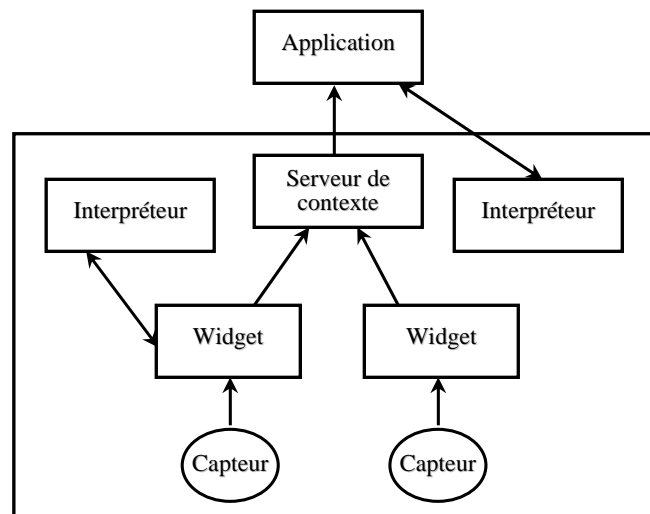 Application
Serveur de
contexte
Interpréteur
Interpréteur
Widget
Widget
Capteur
Capteur